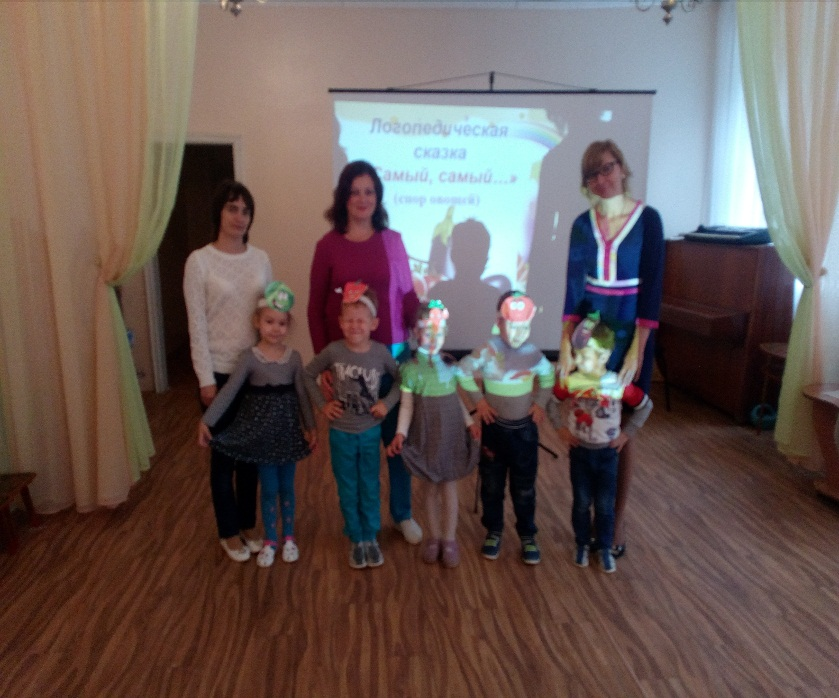 Логопедическая
сказка
Самый, самый...»
(спор овощей)